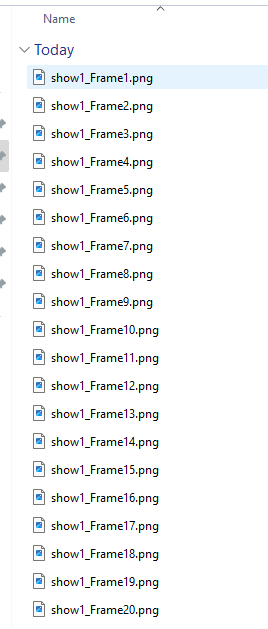 Name
Today
show1_Frame1.png
show1_Frame2.png
show1_Frame3.png
show1_Frame4.png
show1_Frame5.png
show1_Frame6.png
show1_Frame7.png
show1_Frame8.png
show1_Frame9.png
show1_Frame10.png
show1_Frame11.png
show1_Frame12.png
show1_Frame13.png
show1_Frame14.png
show1_Frame15.png
show1_Frame16.png
show1_Frame17.png
show1_Frame18.png
show1_Frame19.png
show1_Frame20.png